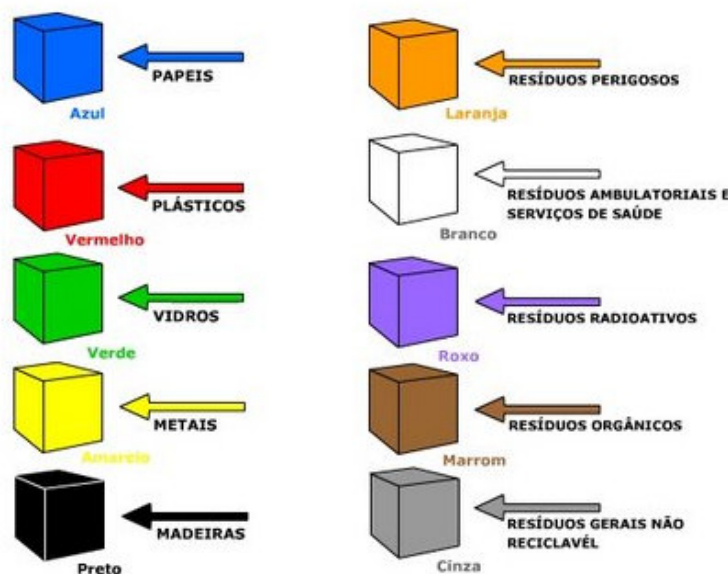 PAPEIS
Azul
PLÁSTICOS
Vermelho
VIDROS
Verde
METAIS
Amarelo
MADEIRAS
Preto
RESÍDUOS PERIGOSOS
Laranja
RESÍDUOS AMBULATORIAIS E
SERVIÇOS DE SAÚDE
Branco
RESÍDUOS RADIOATIVOS
Roxo
RESÍDUOS ORGÂNICOS
Marrom
RESÍDUOS GERAIS NÃO
RECICLAVÉL
Cinza